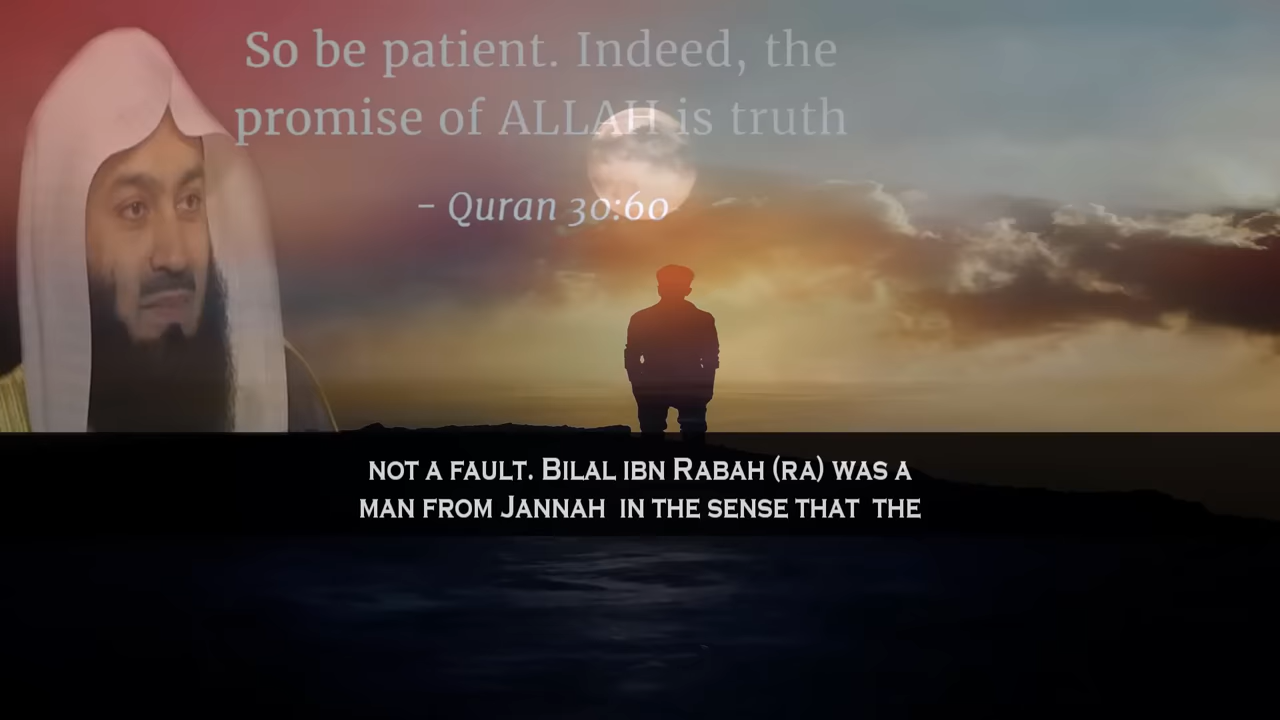 So be patient. Indeed, the
promise of ALLAH is truth
- Quran 30:60
NOT A FAULT. BILAL IBN RABAH (RA) WAS A
MAN FROM JANNAH IN THE SENSE THAT THE